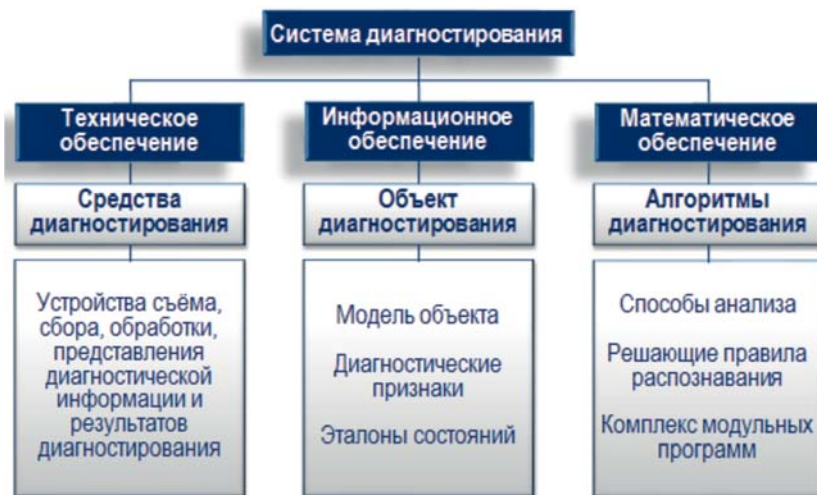 Система диагностирования
Техническое
обеспечение
Информационное
обеспечение
Математическое
обеспечение
Средства
диагностирования
Объект
диагностирования
Алгоритмы
диагностирования
Устройства съёма,
сбора, обработки,
представления
диагностической
информации и
результатов
диагностирования
Модель объекта
Диагностические
признаки
Эталоны состояний
Способы анализа
Решающие правила
распознавания
Комплекс модульных
программ